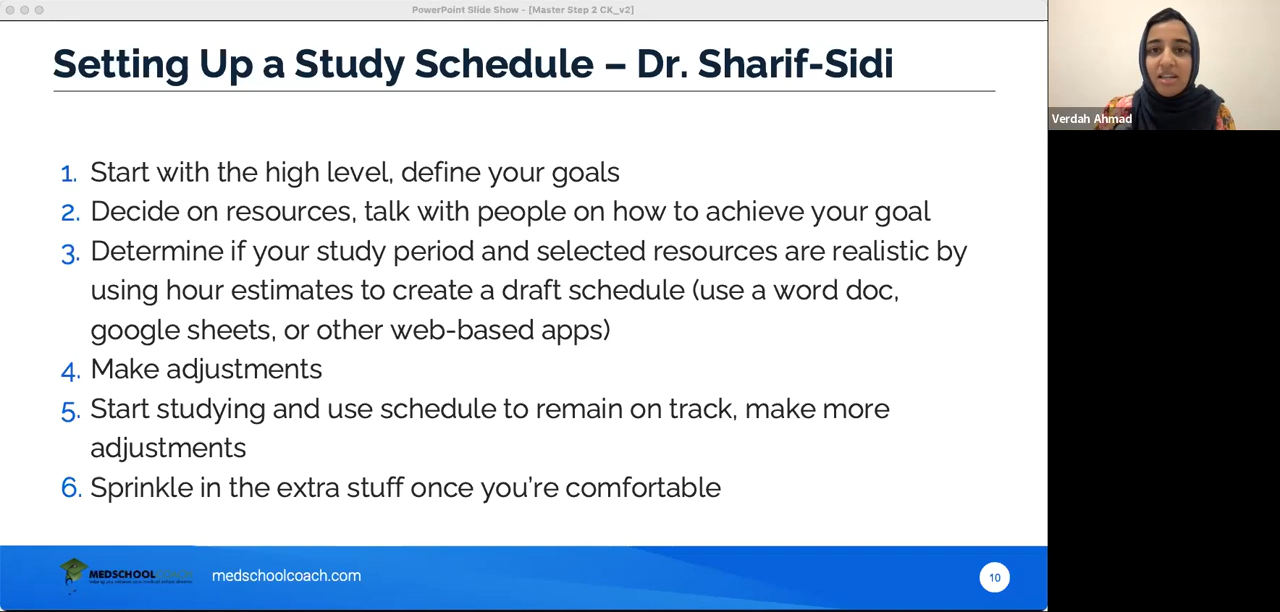 PowerPoint Slide Show - [Master Step 2 CK_v2]
Setting Up a Study Schedule – Dr. Sharif-Sidi
Verdah Ahmad
1. Start with the high level, define your goals
2. Decide on resources, talk with people on how to achieve your goal
3. Determine if your study period and selected resources are realistic by
using hour estimates to create a draft schedule (use a word doc,
google sheets, or other web-based apps)
4. Make adjustments
5. Start studying and use schedule to remain on track, make more
adjustments
6. Sprinkle in the extra stuff once you’re comfortable
MEDSCHOOLCOACH
medschoolcoach.com
10